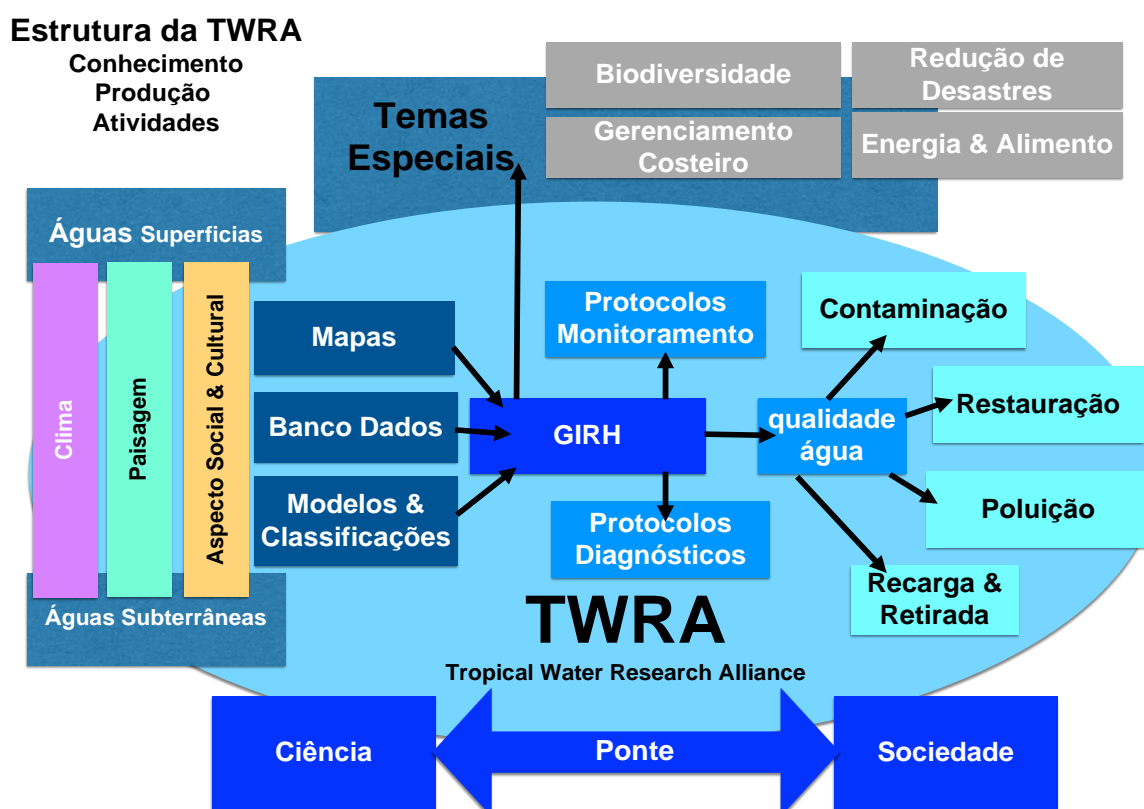 Estrutura da TWRA
Conhecimento
Produção
Atividades
Temas
Especiais
Biodiversidade
Redução de
Desastres
Gerenciamento
Costeiro
Energia & Alimento
Águas Superficias
Clima
Paisagem
Aspecto Social & Cultural
Águas Subterrâneas
Mapas
Banco Dados
Modelos &
Classificações
GIRH
Protocolos
Monitoramento
Protocolos
Diagnósticos
qualidade
água
Contaminação
Restauração
Poluição
Recarga &
Retirada
TWRA
Tropical Water Research Alliance
Ciência
Ponte
Sociedade